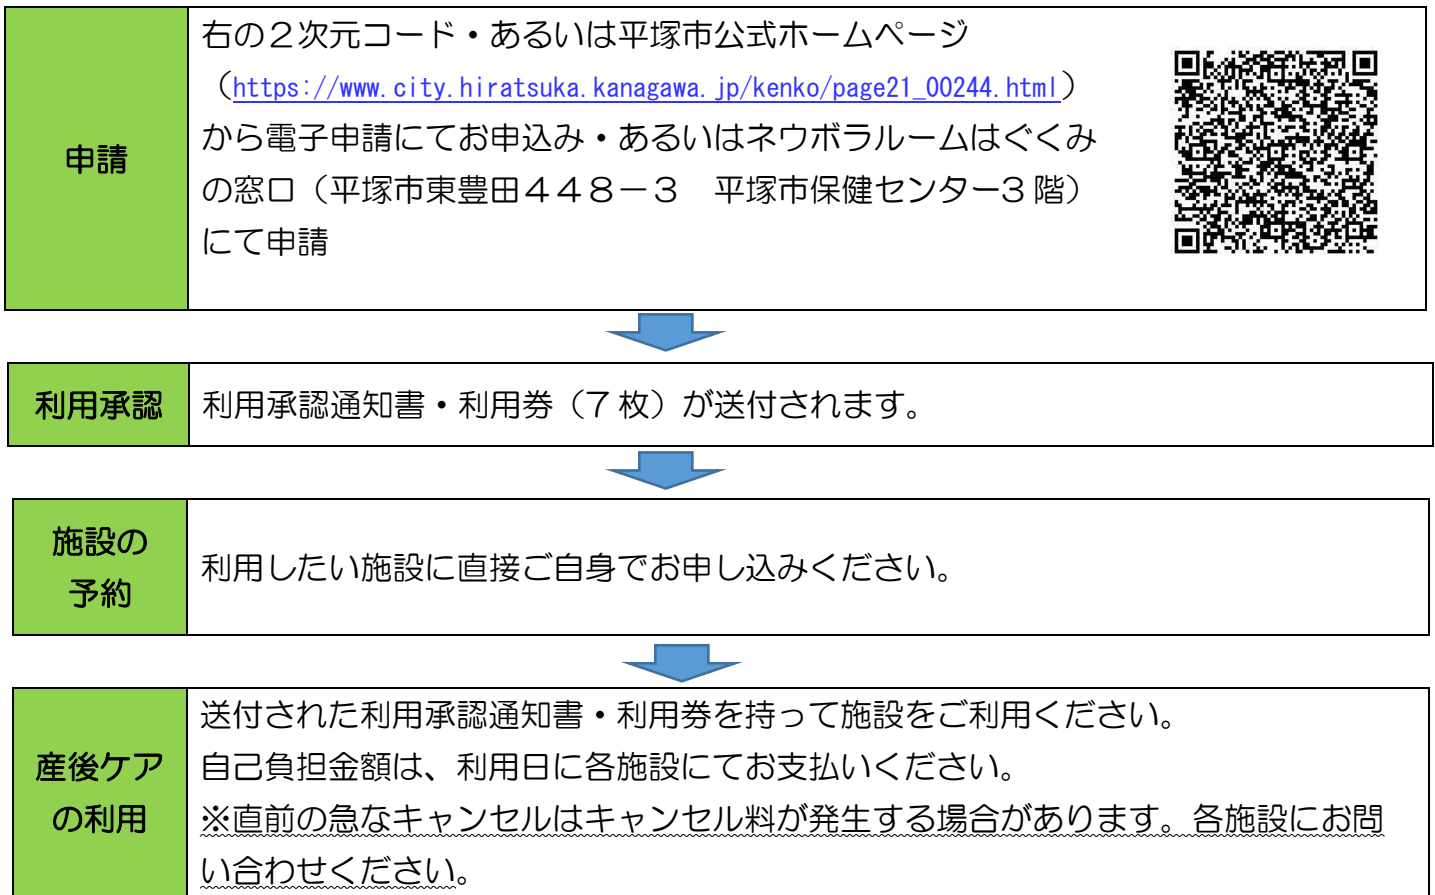 申請
右の２次元コード・あるいは平塚市公式ホームページ
（https://www.city.hiratsuka.kanagawa.jp/kenko/page21_00244.html）
から電子申請にてお申込み・あるいはネウボラルームはぐくみ
の窓口（平塚市東豊田４４８－３　平塚市保健センター3 階）
にて申請
利用承認
利用承認通知書・利用券（7 枚）が送付されます。
施設の
予約
利用したい施設に直接ご自身でお申し込みください。
産後ケア
の利用
送付された利用承認通知書・利用券を持って施設をご利用ください。
自己負担金額は、利用日に各施設にてお支払いください。
※直前の急なキャンセルはキャンセル料が発生する場合があります。各施設にお問
い合わせください。